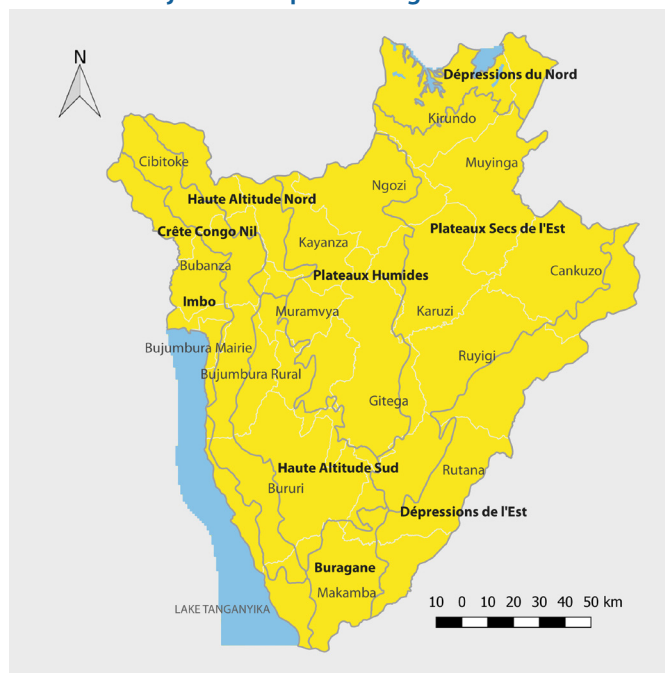 N
Dépressions du Nord
Kirundo
Cibitoke
Muyinga
Ngozi
Haute Altitude Nord
Crête Congo Nil
Plateaux Secs de l'Est
Kayanza
Bubanza
Plateaux Humides
Cankuzo
Imbo
Muramvya
Karuzi
Bujumbura Mairie
Ruyigi
Bujumbura Rural
Gitega
Haute Altitude Sud
Rutana
Bururi
Dépressions de l'Est
Buragane
Makamba
LAKE TANGANYIKA
10 0 10 20 30 40 50 km